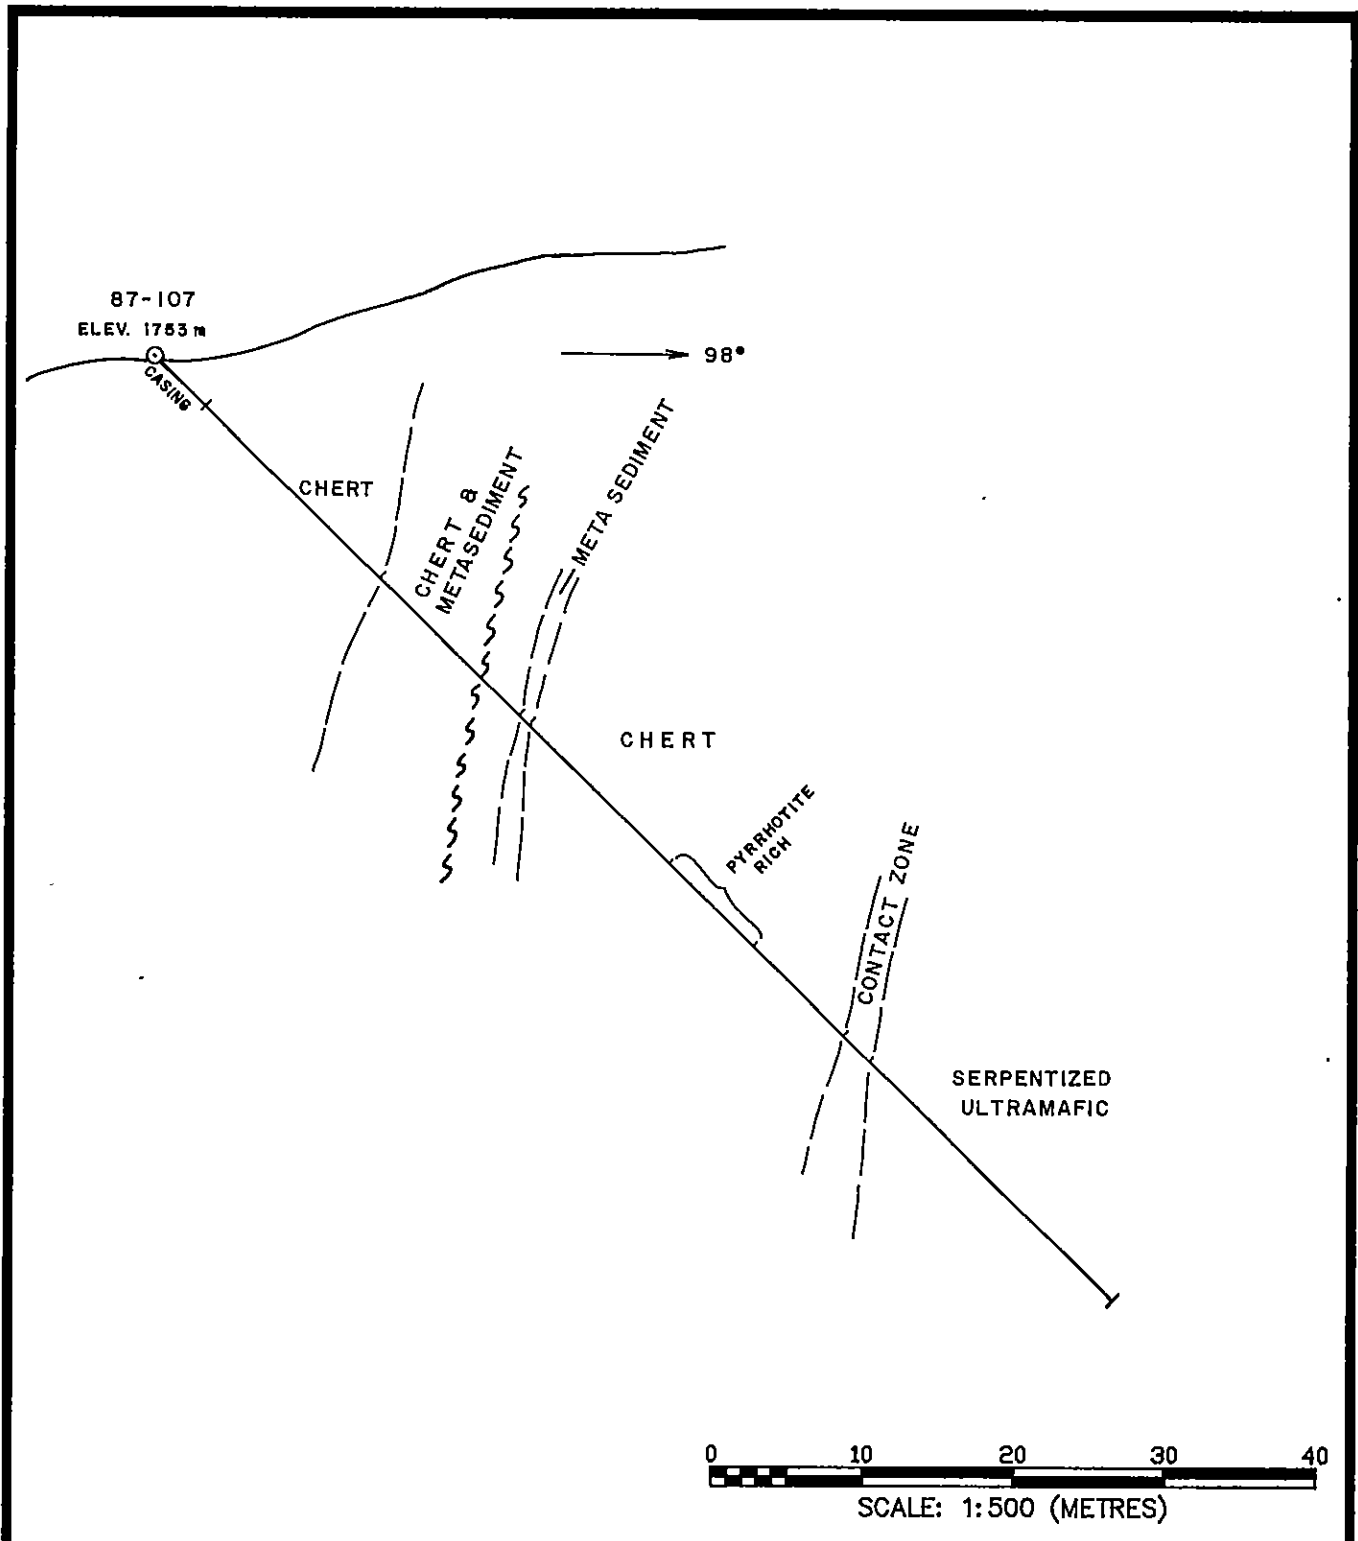 87-107
ELEV. 1753 m
CASING
98°
CHERT
CHERT &
METASEDIMENT
META SEDIMENT
CHERT
PYRRHOTITE
RICH
CONTACT ZONE
SERPENTIZED
ULTRAMAFIC
0 10 20 30 40
SCALE: 1:500 (METRES)